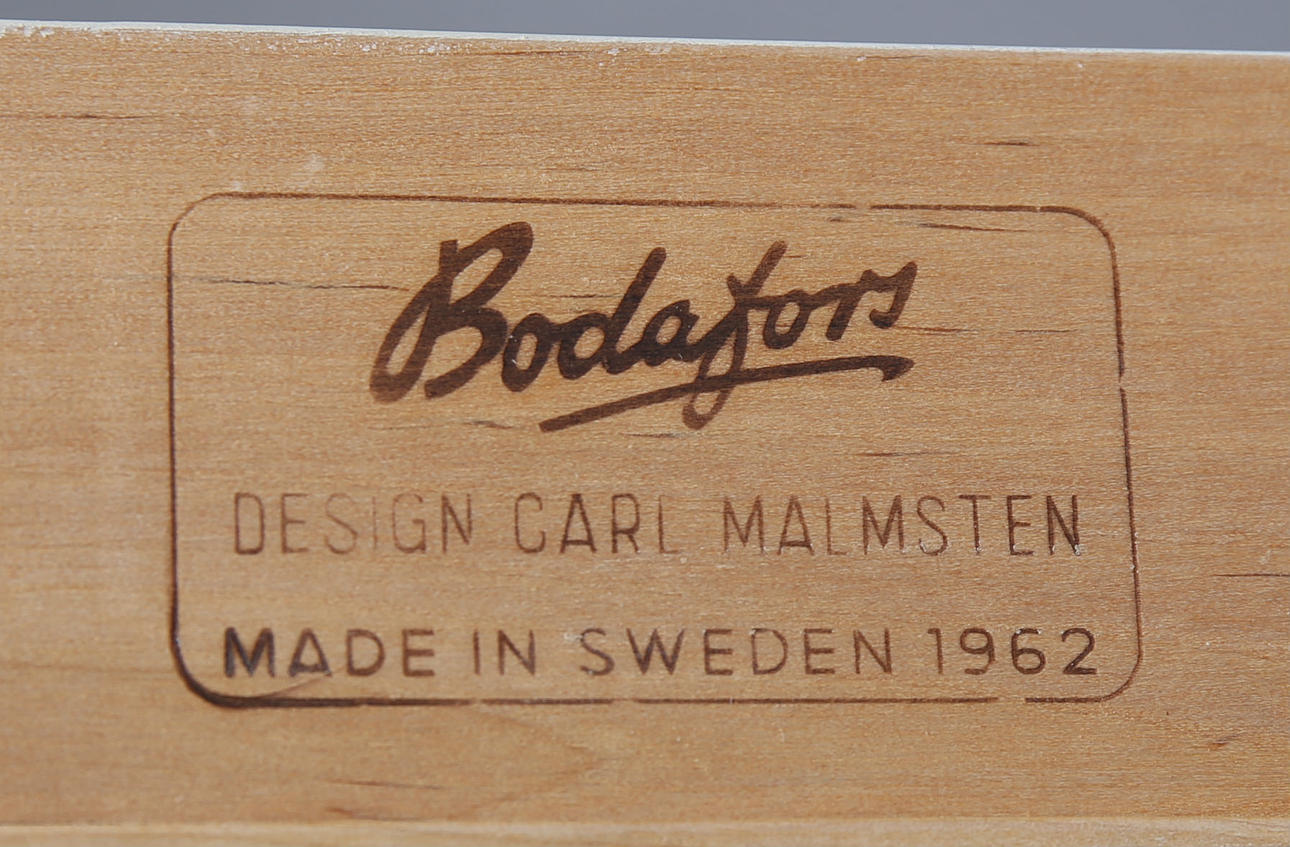 Bodafors
DESIGN CARL MALMSTEN
MADE IN SWEDEN 1962